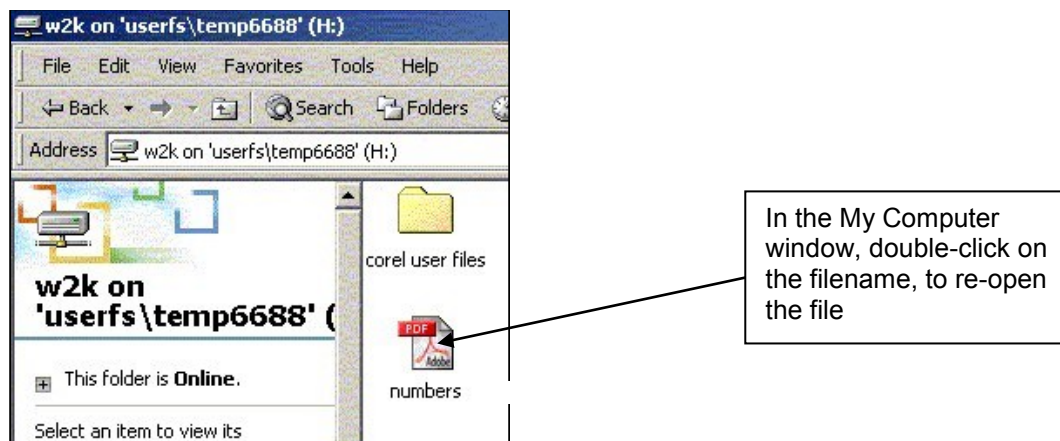 w2k on 'userfs\temp6688' (H:)
File Edit View Favorites Tools Help
Back Search Folders
Address w2k on 'userfs\temp6688' (H:)
corel user files
w2k on
'userfs\temp6688' (
This folder is Online.
Select an item to view its
PDF
Adobe
numbers
In the My Computer
window, double-click on
the filename, to re-open
the file